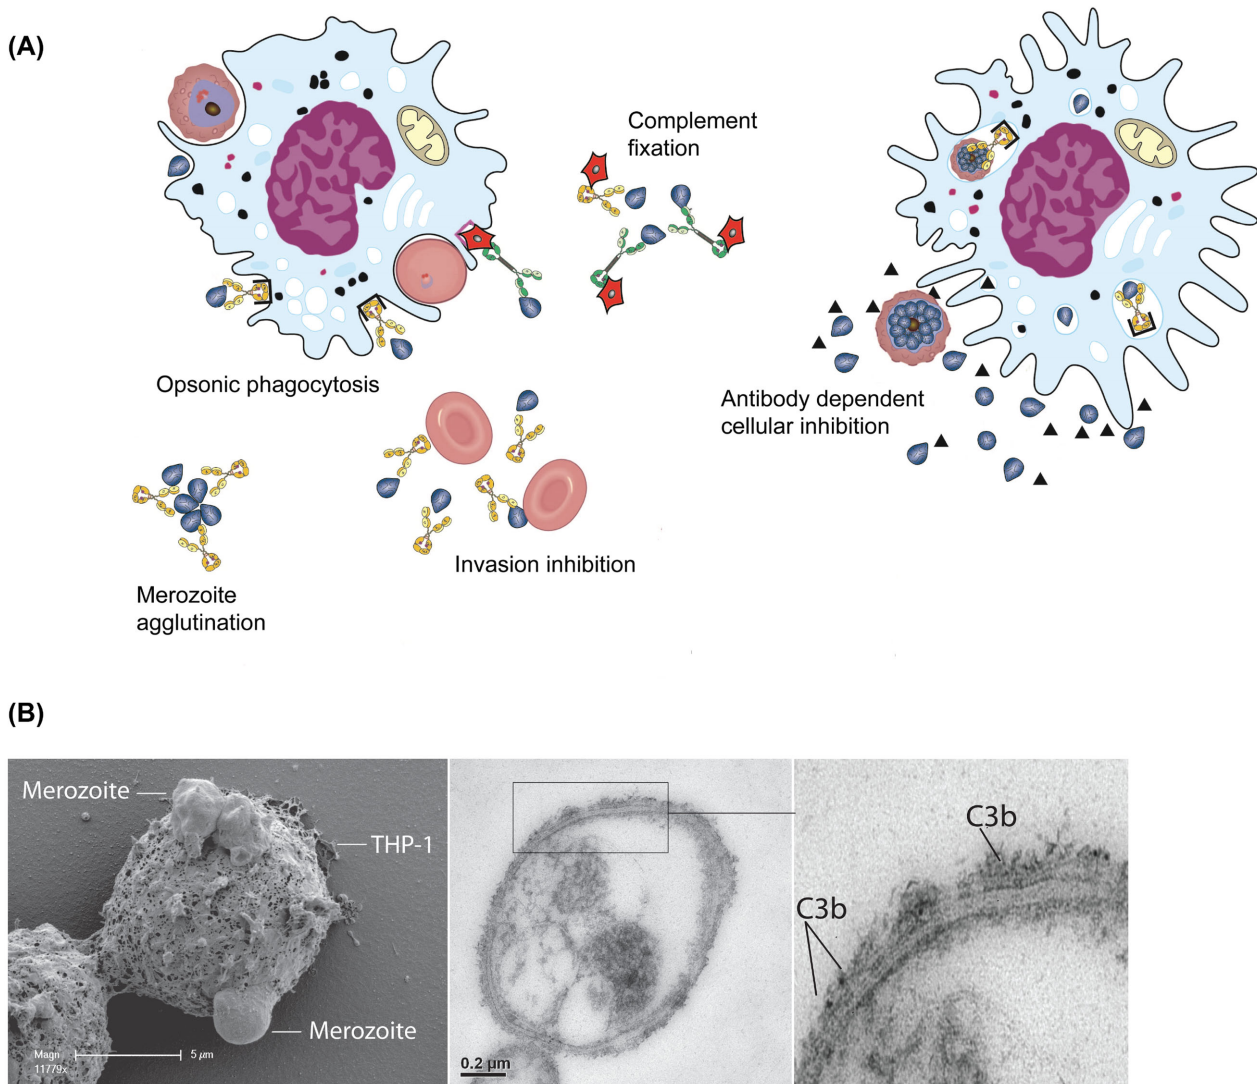 (A)
Complement
fixation
Opsonic phagocytosis
Antibody dependent
cellular inhibition
Invasion inhibition
Merozoite
agglutination
(B)
Merozoite
THP-1
Merozoite
Magn
11779x
5 µm
0.2 µm
C3b
C3b